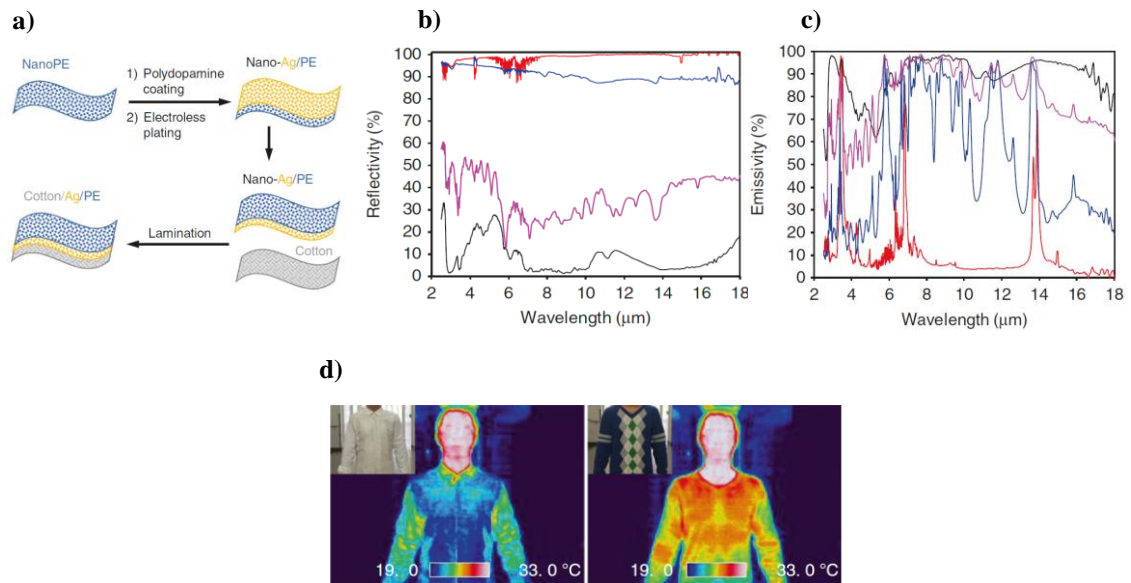 a)
NanoPE
1) Polydopamine
coating
2) Electroless
plating
Nano-Ag/PE
Nano-Ag/PE
Cotton/Ag/PE
Lamination
Cotton
b)
Reflectivity (%)
100
90
80
70
60
50
40
30
20
10
0
2 4 6 8 10 12 14 16 18
Wavelength (μm)
c)
Emissivity (%)
100
90
80
70
60
50
40
30
20
10
0
2 4 6 8 10 12 14 16 18
Wavelength (μm)
d)
19. 0 33. 0 °C
19. 0 33. 0 °C